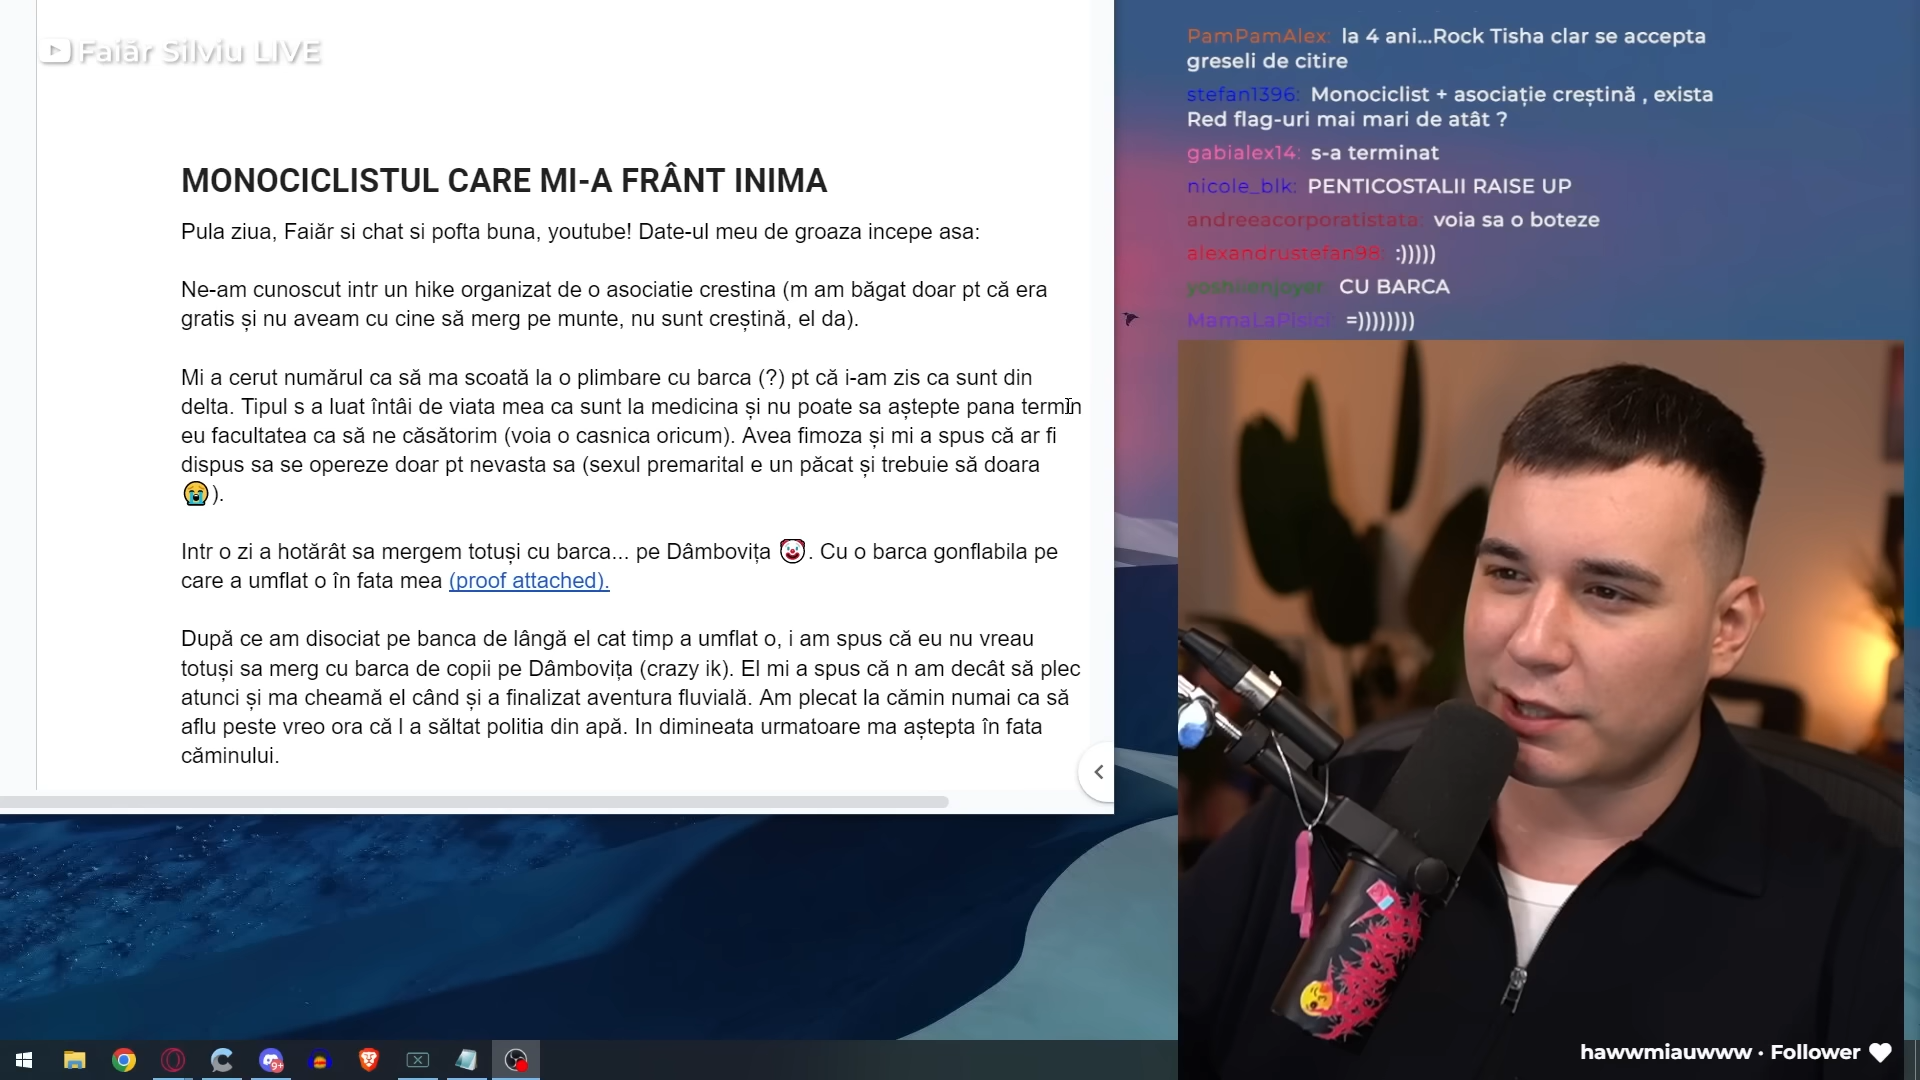 Faiăr Silviu LIVE
MONOCICLISTUL CARE MI-A FRÂNT INIMA
Pula ziua, Faiăr si chat si pofta buna, youtube! Date-ul meu de groaza incepe asa:
Ne-am cunoscut intr un hike organizat de o asociatie crestina (m am băgat doar pt că era
gratis și nu aveam cu cine să merg pe munte, nu sunt creștină, el da).
Mi a cerut numărul ca să ma scoată la o plimbare cu barca (?) pt că i-am zis ca sunt din
delta. Tipul s a luat întâi de viata mea ca sunt la medicina și nu poate sa aștepte pana termin
eu facultatea ca să ne căsătorim (voia o casnica oricum). Avea fimoza și mi a spus că ar fi
dispus sa se opereze doar pt nevasta sa (sexul premarital e un păcat și trebuie să doara
😭).
Intr o zi a hotărât sa mergem totuși cu barca... pe Dâmbovița 🤡. Cu o barca gonflabila pe
care a umflat o în fata mea (proof attached).
După ce am disociat pe banca de lângă el cat timp a umflat o, i am spus că eu nu vreau
totuși sa merg cu barca de copii pe Dâmbovița (crazy ik). El mi a spus că n am decât să plec
atunci și ma cheamă el când și a finalizat aventura fluvială. Am plecat la cămin numai ca să
aflu peste vreo ora că l a săltat politia din apă. In dimineata urmatoare ma aștepta în fata
căminului.
PamPamAlex: la 4 ani...Rock Tisha clar se accepta
greseli de citire
stefan1396: Monociclist + asociație creștină , exista
Red flag-uri mai mari de atât ?
gabialex14: s-a terminat
nicole_blk: PENTICOSTALII RAISE UP
andreeacorporatistata: voia sa o boteze
alexandrustefan98: :)))))
yoshiienjoyer: CU BARCA
MamaLaPisici: =))))))))
9+
hawwmiauwww · Follower